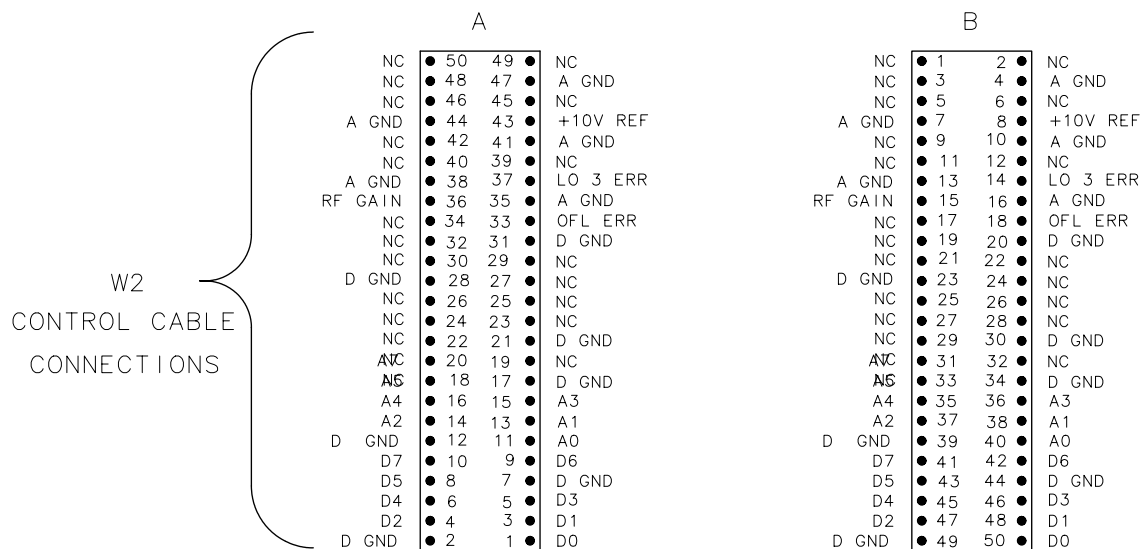 A B
NC 50 49 NC NC 1 2 NC
NC 48 47 A GND NC 3 4 A GND
NC 46 45 NC NC 5 6 NC
A GND 44 43 +10V REF A GND 7 8 +10V REF
NC 42 41 A GND NC 9 10 A GND
NC 40 39 NC NC 11 12 NC
A GND 38 37 LO 3 ERR A GND 13 14 LO 3 ERR
RF GAIN 36 35 A GND RF GAIN 15 16 A GND
NC 34 33 OFL ERR NC 17 18 OFL ERR
NC 32 31 D GND NC 19 20 D GND
NC 30 29 NC NC 21 22 NC
W2 D GND 28 27 NC D GND 23 24 NC
NC 26 25 NC NC 25 26 NC
CONTROL CABLE NC 24 23 NC NC 27 28 NC
NC 22 21 D GND NC 29 30 D GND
CONNECTIONS NC A7 20 19 NC NC A7 31 32 NC
NC A5 18 17 D GND NC A5 33 34 D GND
A4 16 15 A3 A4 35 36 A3
A2 14 13 A1 A2 37 38 A1
D GND 12 11 A0 D GND 39 40 A0
D7 10 9 D6 D7 41 42 D6
D5 8 7 D GND D5 43 44 D GND
D4 6 5 D3 D4 45 46 D3
D2 4 3 D1 D2 47 48 D1
D GND 2 1 D0 D GND 49 50 D0